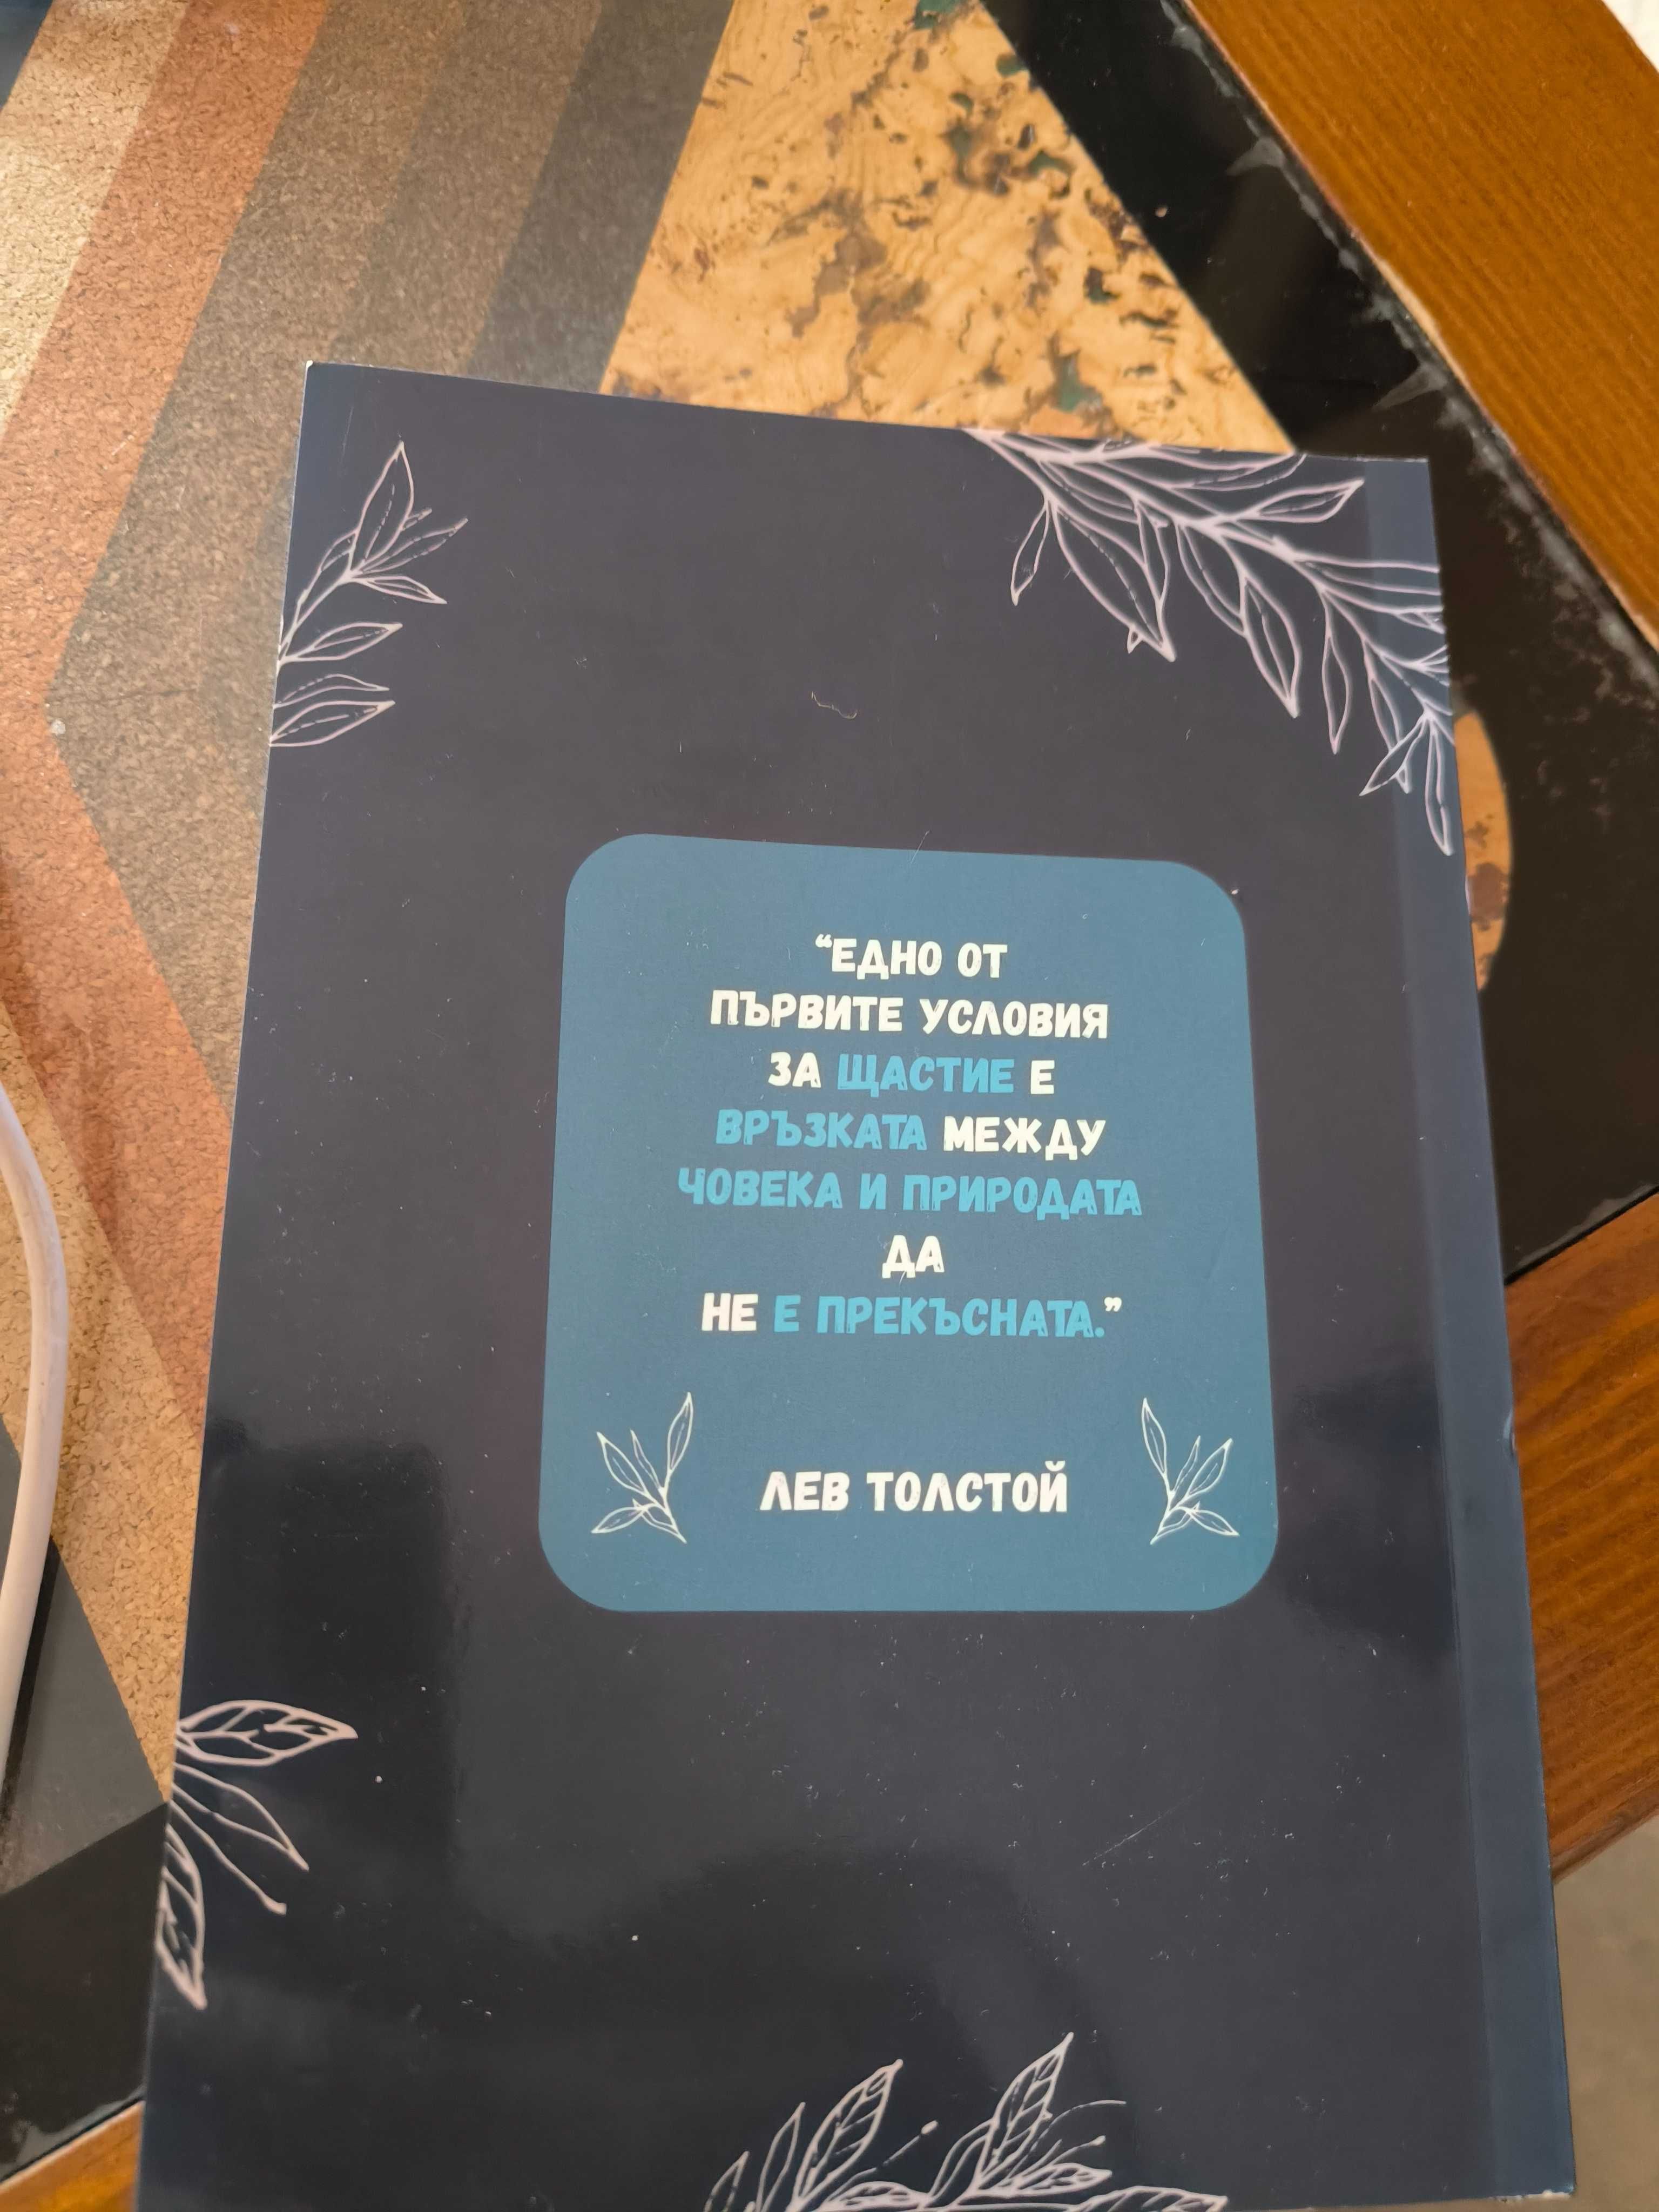 “ЕДНО ОТ
ПЪРВИТЕ УСЛОВИЯ
ЗА ЩАСТИЕ Е
ВРЪЗКАТА МЕЖДУ
ЧОВЕКА И ПРИРОДАТА
ДА
НЕ Е ПРЕКЪСНАТА.”
ЛЕВ ТОЛСТОЙ